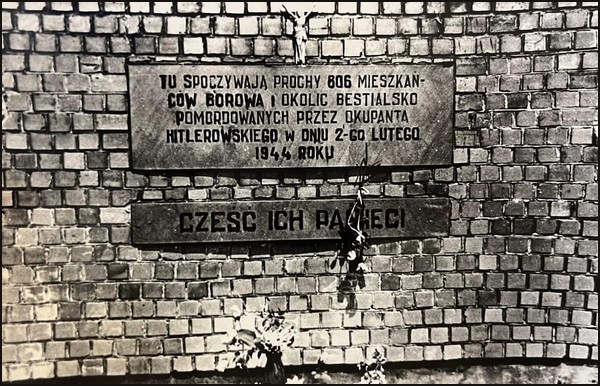 TU SPOCZYWAJĄ PROCHY 806 MIESZKAŃ-
CÓW BOROWA I OKOLIC BESTIALSKO
POMORDOWANYCH PRZEZ OKUPANTA
HITLEROWSKIEGO W DNIU 2-GO LUTEGO
1944 ROKU
CZEŚĆ ICH PAMIĘCI